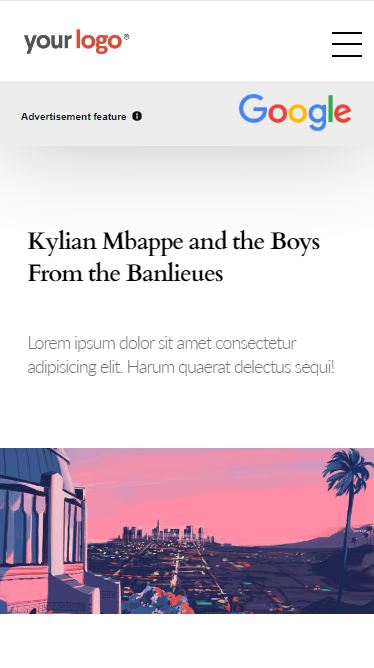 your logo®
Advertisement feature
Google
Kylian Mbappe and the Boys
From the Banlieues
Lorem ipsum dolor sit amet consectetur
adipisicing elit. Harum quaerat delectus sequi!